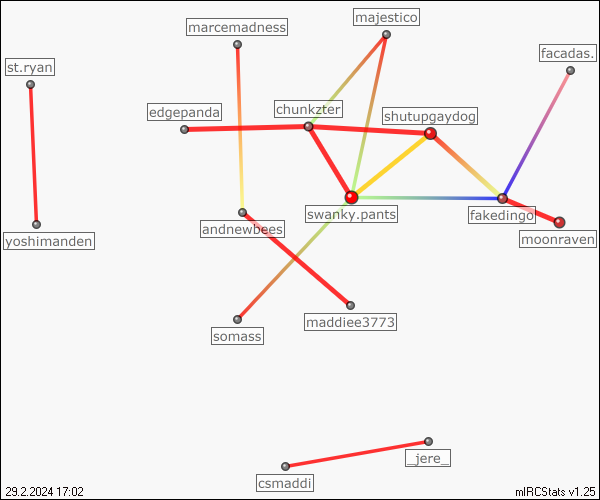 majestico
marcemadness
facadas.
st.ryan
edgepanda
chunkzter
shutupgaydog
swanky.pants
fakedingo
andnewbees
yoshimanden
moonraven
maddiee3773
somass
_jere_
csmaddi
29.2.2024 17:02
mIRCStats v1.25